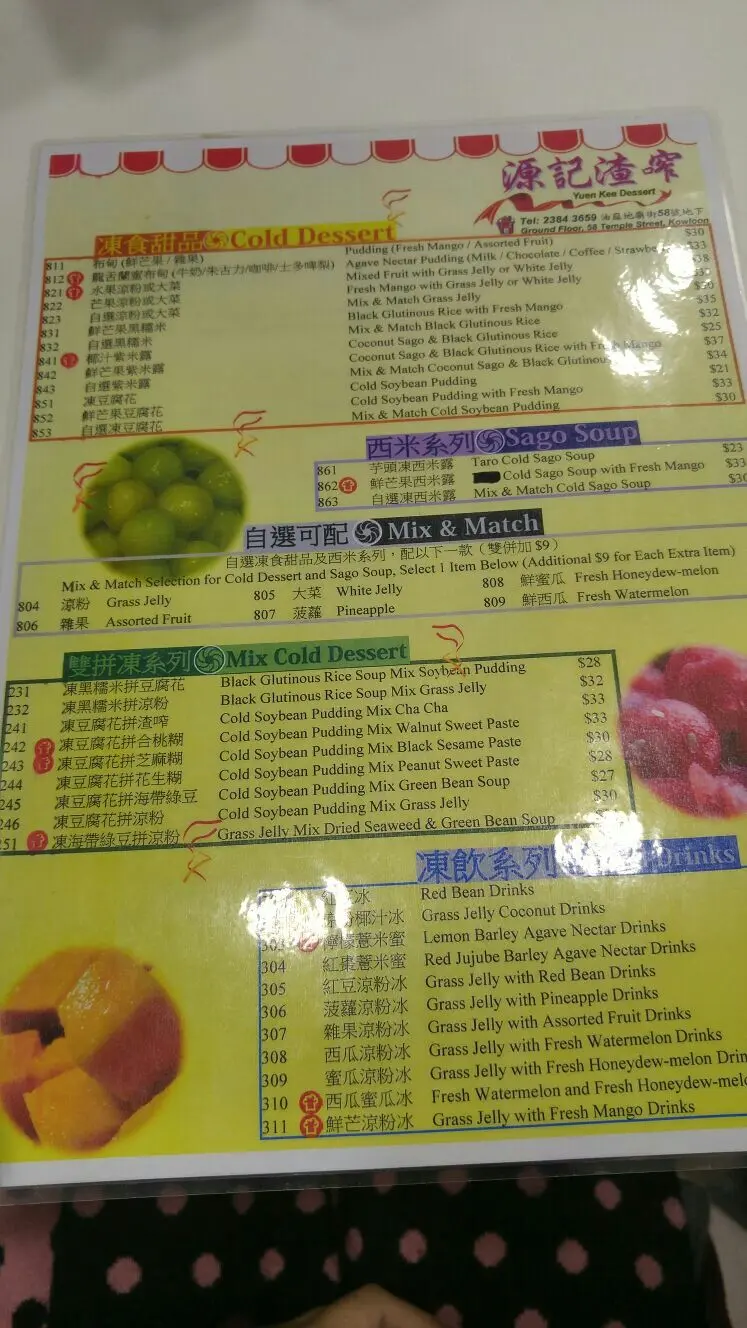 源記渣窄
Yuen Kee Dessert
Tel: 2384 3659 油麻地廟街58號地下
Ground Floor, 58 Temple Street, Kowloon
凍食甜品 Cold Dessert
811 布甸 (鮮芒果/雜果) Pudding (Fresh Mango / Assorted Fruit) $30
812 龍舌蘭蜜布甸 (牛奶/朱古力/咖啡/士多啤梨) Agave Nectar Pudding (Milk / Chocolate / Coffee / Strawbe
821 水果涼粉或大菜 Mixed Fruit with Grass Jelly or White Jelly
822 芒果涼粉或大菜 Fresh Mango with Grass Jelly or White Jelly
823 自選涼粉或大菜 Mix & Match Grass Jelly
831 鮮芒果黑糯米 Black Glutinous Rice with Fresh Mango $35
832 自選黑糯米 Mix & Match Black Glutinous Rice $32
841 椰汁紫米露 Coconut Sago & Black Glutinous Rice $25
842 鮮芒果紫米露 Coconut Sago & Black Glutinous Rice with Fresh Mango $37
843 自選紫米露 Mix & Match Coconut Sago & Black Glutinous $34
851 凍豆腐花 Cold Soybean Pudding $21
852 鮮芒果豆腐花 Cold Soybean Pudding with Fresh Mango $33
853 自選凍豆腐花 Mix & Match Cold Soybean Pudding $30
西米系列 Sago Soup
861 芋頭凍西米露 Taro Cold Sago Soup $23
862 鮮芒果西米露 Cold Sago Soup with Fresh Mango $33
863 自選凍西米露 Mix & Match Cold Sago Soup $30
自選可配 Mix & Match
自選凍食甜品及西米系列，配以下一款（雙併加 $9）
Mix & Match Selection for Cold Dessert and Sago Soup, Select 1 Item Below (Additional $9 for Each Extra Item)
804 涼粉 Grass Jelly 805 大菜 White Jelly 808 鮮蜜瓜 Fresh Honeydew-melon
806 雜果 Assorted Fruit 807 菠蘿 Pineapple 809 鮮西瓜 Fresh Watermelon
雙拼凍系列 Mix Cold Dessert
231 凍黑糯米拼豆腐花 Black Glutinous Rice Soup Mix Soybean Pudding $28
232 凍黑糯米拼涼粉 Black Glutinous Rice Soup Mix Grass Jelly $32
241 凍豆腐花拼渣咋 Cold Soybean Pudding Mix Cha Cha $33
242 凍豆腐花拼合桃糊 Cold Soybean Pudding Mix Walnut Sweet Paste $33
243 凍豆腐花拼芝麻糊 Cold Soybean Pudding Mix Black Sesame Paste $30
244 凍豆腐花拼花生糊 Cold Soybean Pudding Mix Peanut Sweet Paste $28
245 凍豆腐花拼海帶綠豆 Cold Soybean Pudding Mix Green Bean Soup $27
246 凍豆腐花拼涼粉 Cold Soybean Pudding Mix Grass Jelly $30
251 凍海帶綠豆拼涼粉 Grass Jelly Mix Dried Seaweed & Green Bean Soup
凍飲系列 Drinks
Red Bean Drinks
椰汁冰 Grass Jelly Coconut Drinks
303 檸檬薏米蜜 Lemon Barley Agave Nectar Drinks
304 紅棗薏米蜜 Red Jujube Barley Agave Nectar Drinks
305 紅豆涼粉冰 Grass Jelly with Red Bean Drinks
306 菠蘿涼粉冰 Grass Jelly with Pineapple Drinks
307 雜果涼粉冰 Grass Jelly with Assorted Fruit Drinks
308 西瓜涼粉冰 Grass Jelly with Fresh Watermelon Drinks
309 蜜瓜涼粉冰 Grass Jelly with Fresh Honeydew-melon Drin
310 西瓜蜜瓜冰 Fresh Watermelon and Fresh Honeydew-melo
311 鮮芒涼粉冰 Grass Jelly with Fresh Mango Drinks